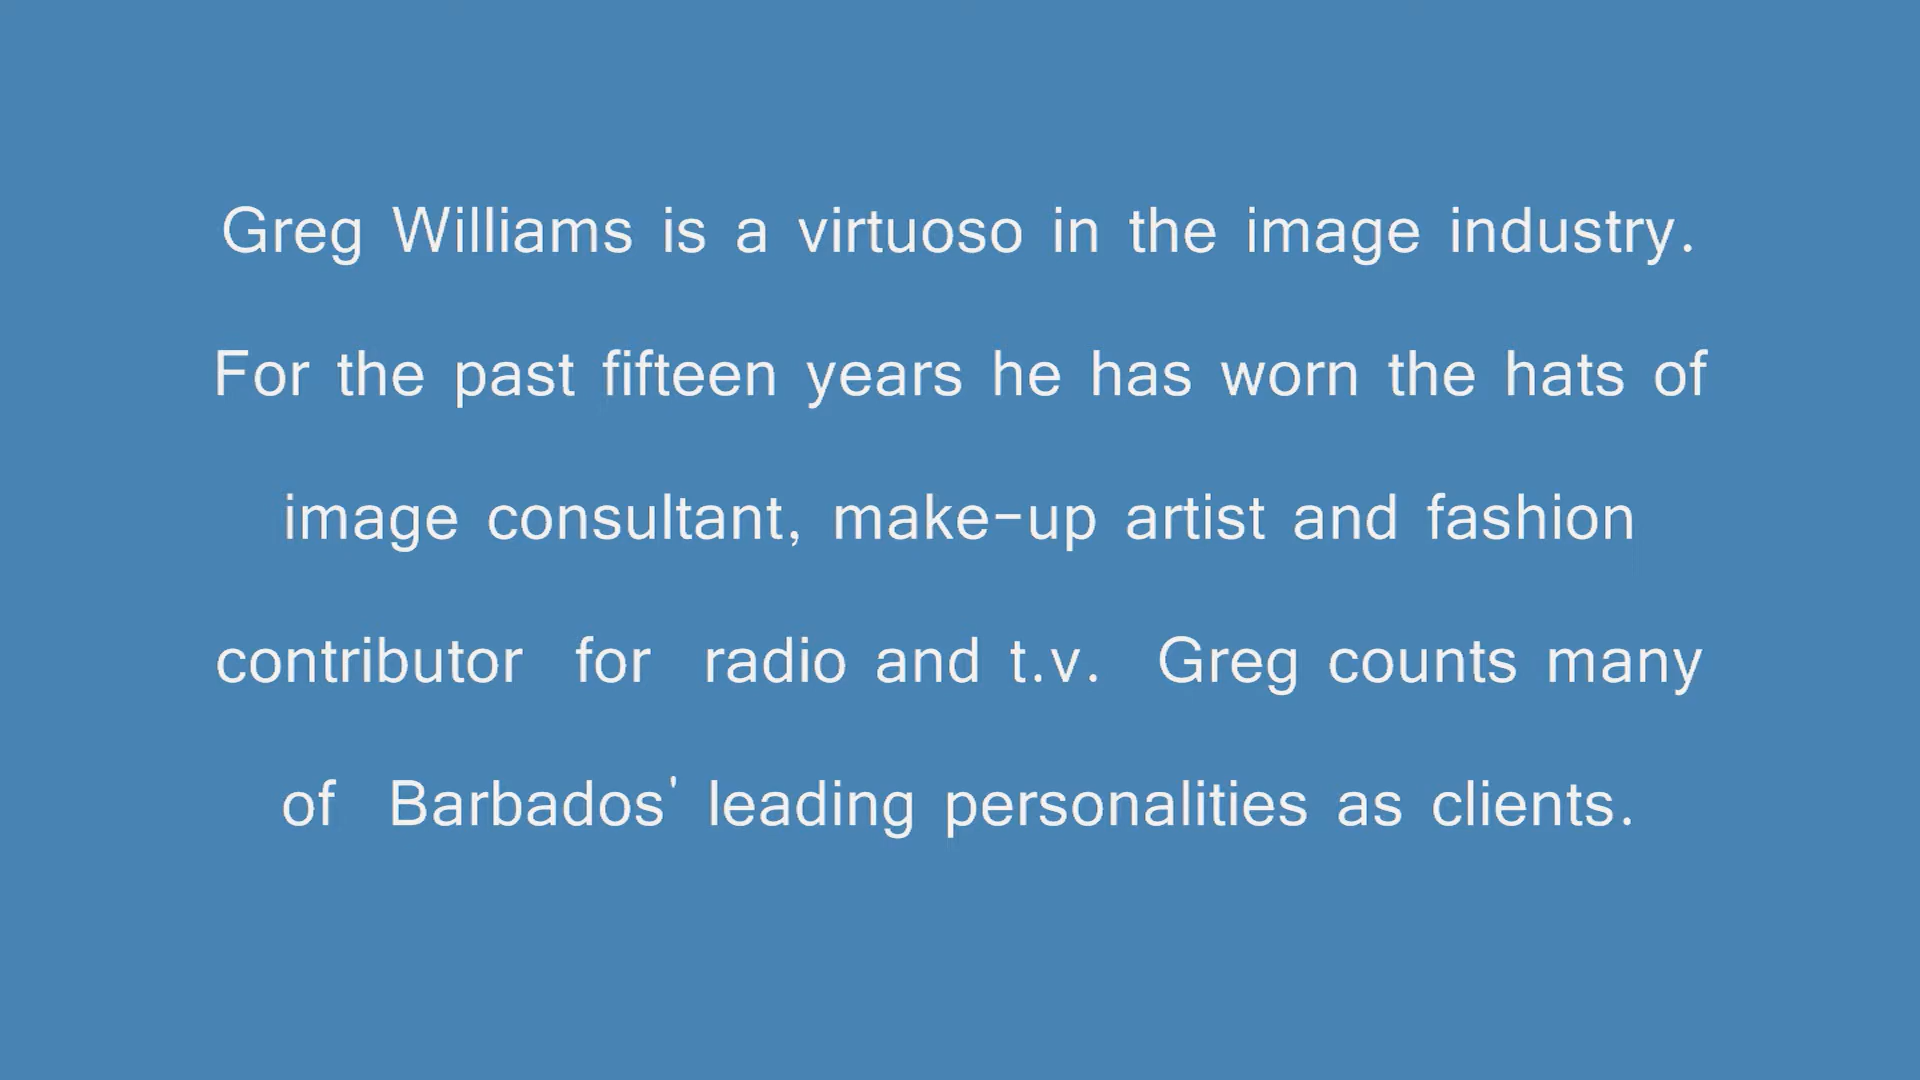 Greg Williams is a virtuoso in the image industry.
For the past fifteen years he has worn the hats of
image consultant, make-up artist and fashion
contributor for radio and t.v. Greg counts many
of Barbados' leading personalities as clients.